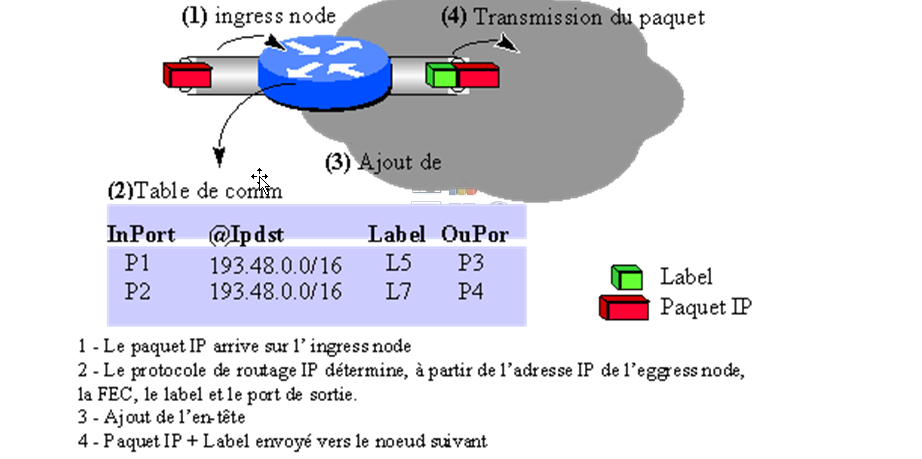 (1) ingress node
(4) Transmission du paquet
(3) Ajout de
(2)Table de comm
InPort @Ipdst Label OuPor
P1 193.48.0.0/16 L5 P3
P2 193.48.0.0/16 L7 P4
Label
Paquet IP
1 - Le paquet IP arrive sur l’ ingress node
2 - Le protocole de routage IP détermine, à partir de l’adresse IP de l’eggress node,
la FEC, le label et le port de sortie.
3 - Ajout de l’en-tête
4 - Paquet IP + Label envoyé vers le noeud suivant